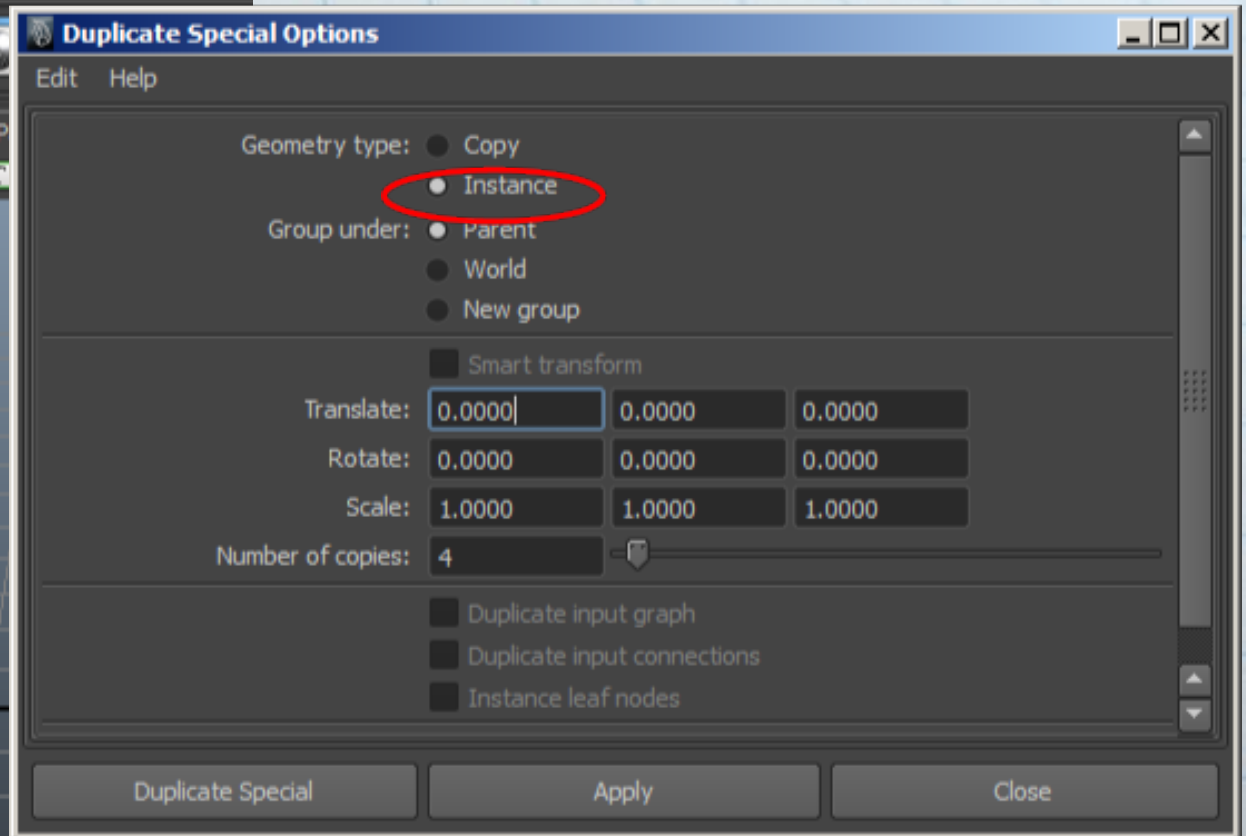 Duplicate Special Options
Edit Help
Geometry type: Copy
Instance
Group under: Parent
World
New group
Smart transform
Translate: 0.0000 0.0000 0.0000
Rotate: 0.0000 0.0000 0.0000
Scale: 1.0000 1.0000 1.0000
Number of copies: 4
Duplicate input graph
Duplicate input connections
Instance leaf nodes
Duplicate Special Apply Close